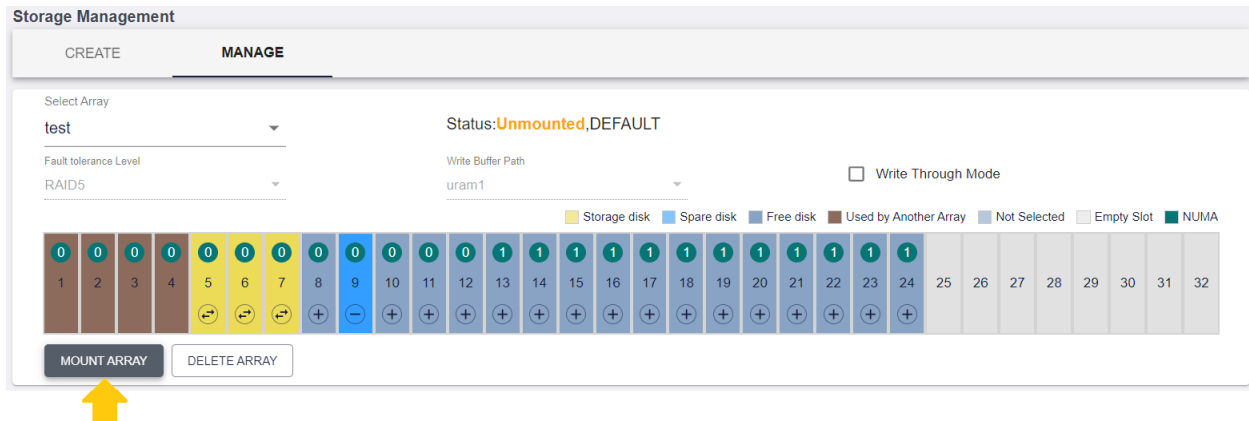 Storage Management
CREATE MANAGE
Select Array
test
Status:Unmounted,DEFAULT
Fault tolerance Level
RAID5
Write Buffer Path
uram1
Write Through Mode
Storage disk Spare disk Free disk Used by Another Array Not Selected Empty Slot NUMA
0 0 0 0 0 0 0 0 0 0 0 0 1 1 1 1 1 1 1 1 1 1 1 1
1 2 3 4 5 6 7 8 9 10 11 12 13 14 15 16 17 18 19 20 21 22 23 24 25 26 27 28 29 30 31 32
MOUNT ARRAY DELETE ARRAY